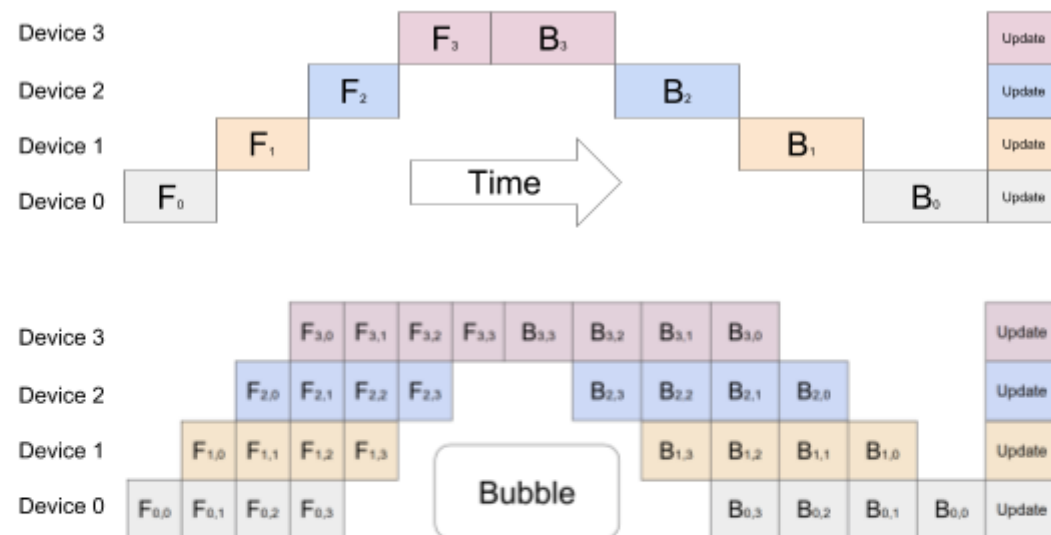 Device 3 F3 B3 Update
Device 2 F2 B2 Update
Device 1 F1 B1 Update
Time
Device 0 F0 B0 Update
Device 3 F3,0 F3,1 F3,2 F3,3 B3,3 B3,2 B3,1 B3,0 Update
Device 2 F2,0 F2,1 F2,2 F2,3 B2,3 B2,2 B2,1 B2,0 Update
Device 1 F1,0 F1,1 F1,2 F1,3 B1,3 B1,2 B1,1 B1,0 Update
Bubble
Device 0 F0,0 F0,1 F0,2 F0,3 B0,3 B0,2 B0,1 B0,0 Update